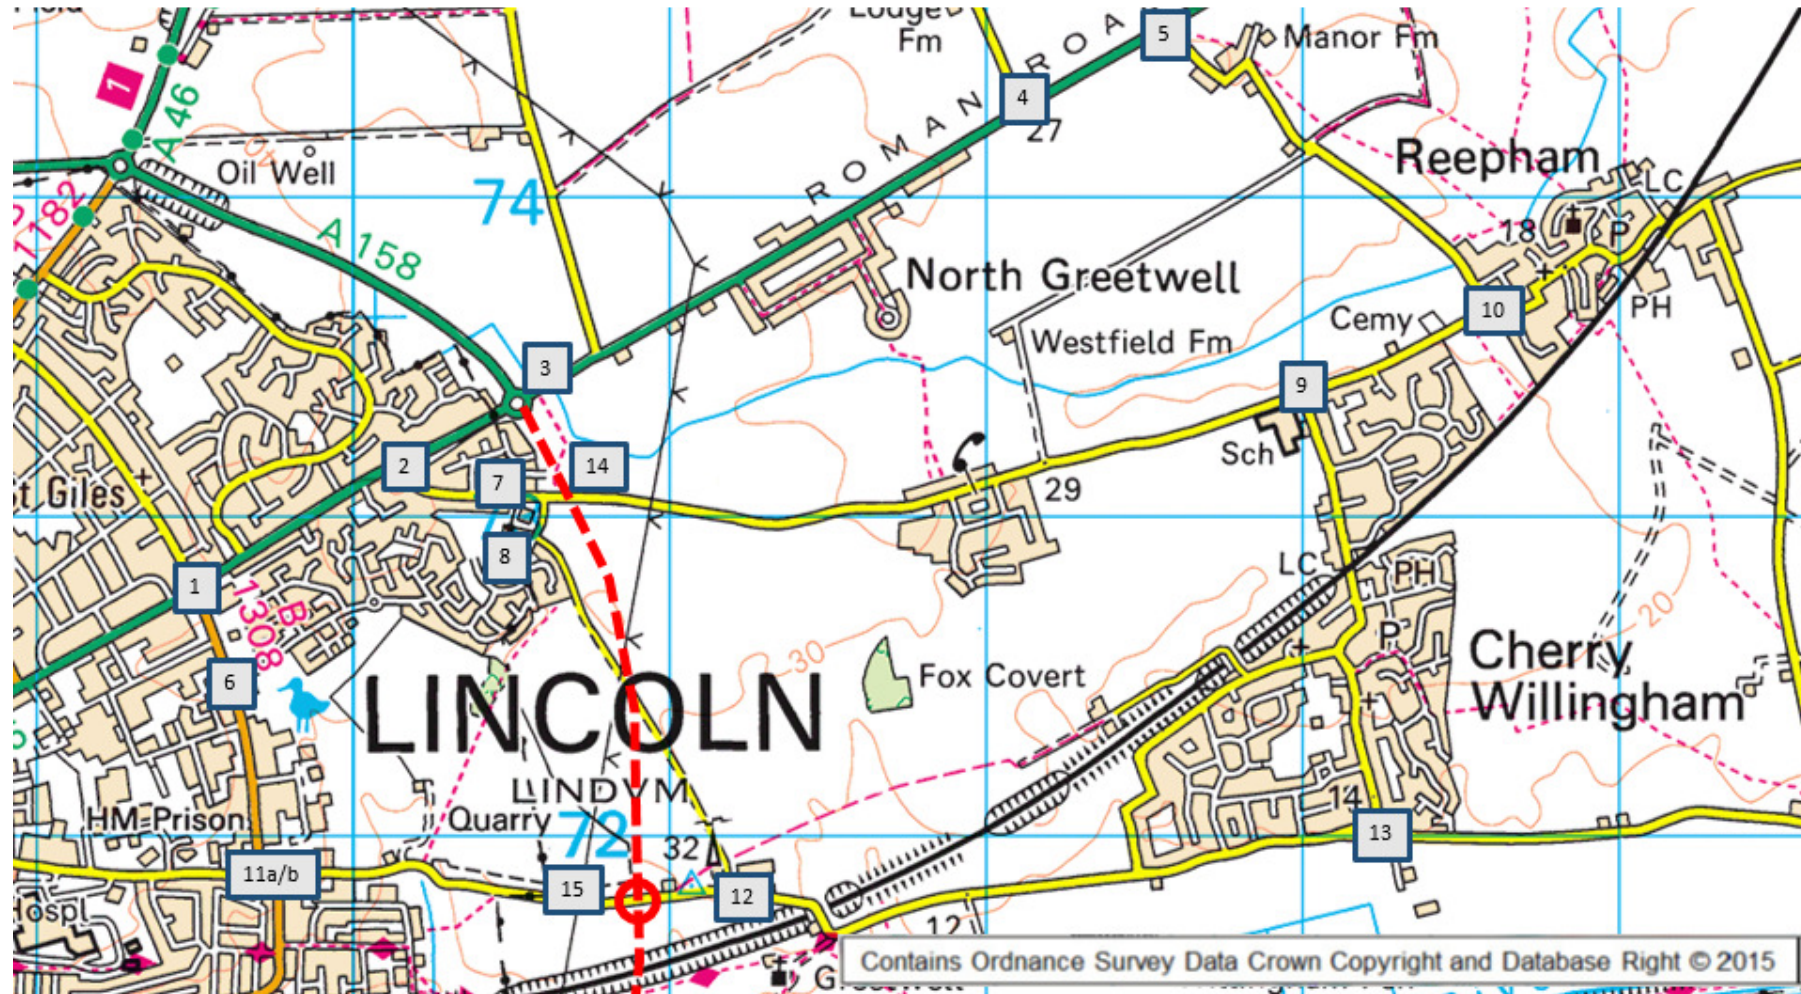 Lodge
Fm
ROMAN ROA
5
Manor Fm
1
A 46
4
27
Oil Well
Reepham
LC
1182
74
A 158
18
P
North Greetwell
10
PH
Cemy
Westfield Fm
3
9
2
7
14
Sch
t Giles
29
8
LC
PH
1
B
1308
20
P
Cherry
Willingham
6
30
Fox Covert
LINCOLN
LINDVM
14
HM Prison
Quarry
72
32
13
11a/b
15
12
Hospl
12
Contains Ordnance Survey Data Crown Copyright and Database Right © 2015